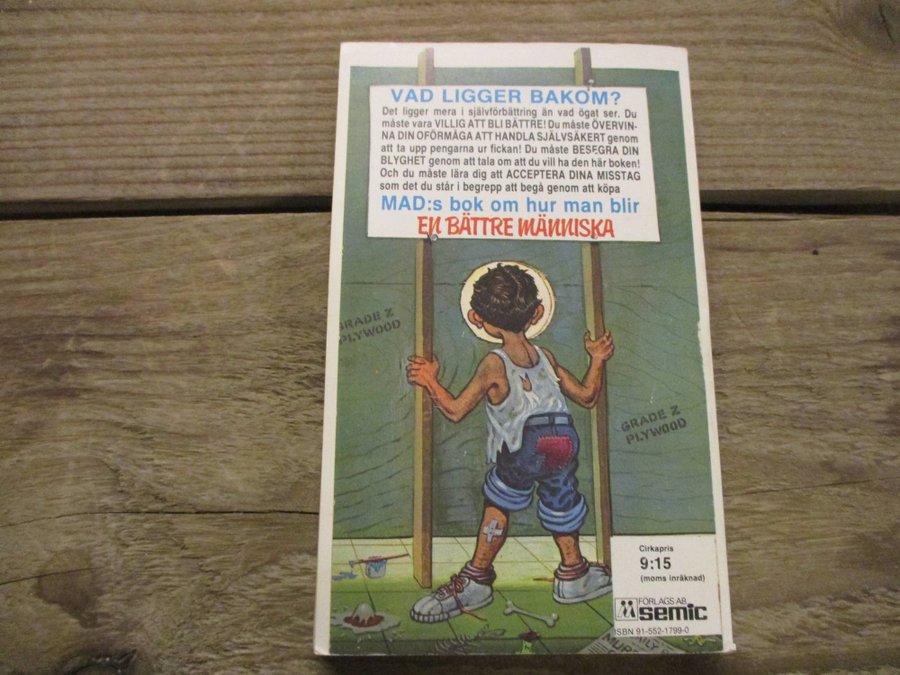 VAD LIGGER BAKOM?
Det ligger mera i självförbättring än vad ögat ser. Du
måste vara VILLIG ATT BLI BÄTTRE! Du måste ÖVERVIN-
NA DIN OFÖRMÅGA ATT HANDLA SJÄLVSÄKERT genom
att ta upp pengarna ur fickan! Du måste BESEGRA DIN
BLYGHET genom att tala om att du vill ha den här boken!
Och du måste lära dig att ACCEPTERA DINA MISSTAG
som det du står i begrepp att begå genom att köpa
MAD:s bok om hur man blir
EN BÄTTRE MÄNNISKA
GRADE Z
PLYWOOD
GRADE Z
PLYWOOD
Cirkapris
9:15
(moms inräknad)
FÖRLAGS AB
semic
ISBN 91-552-1799-0